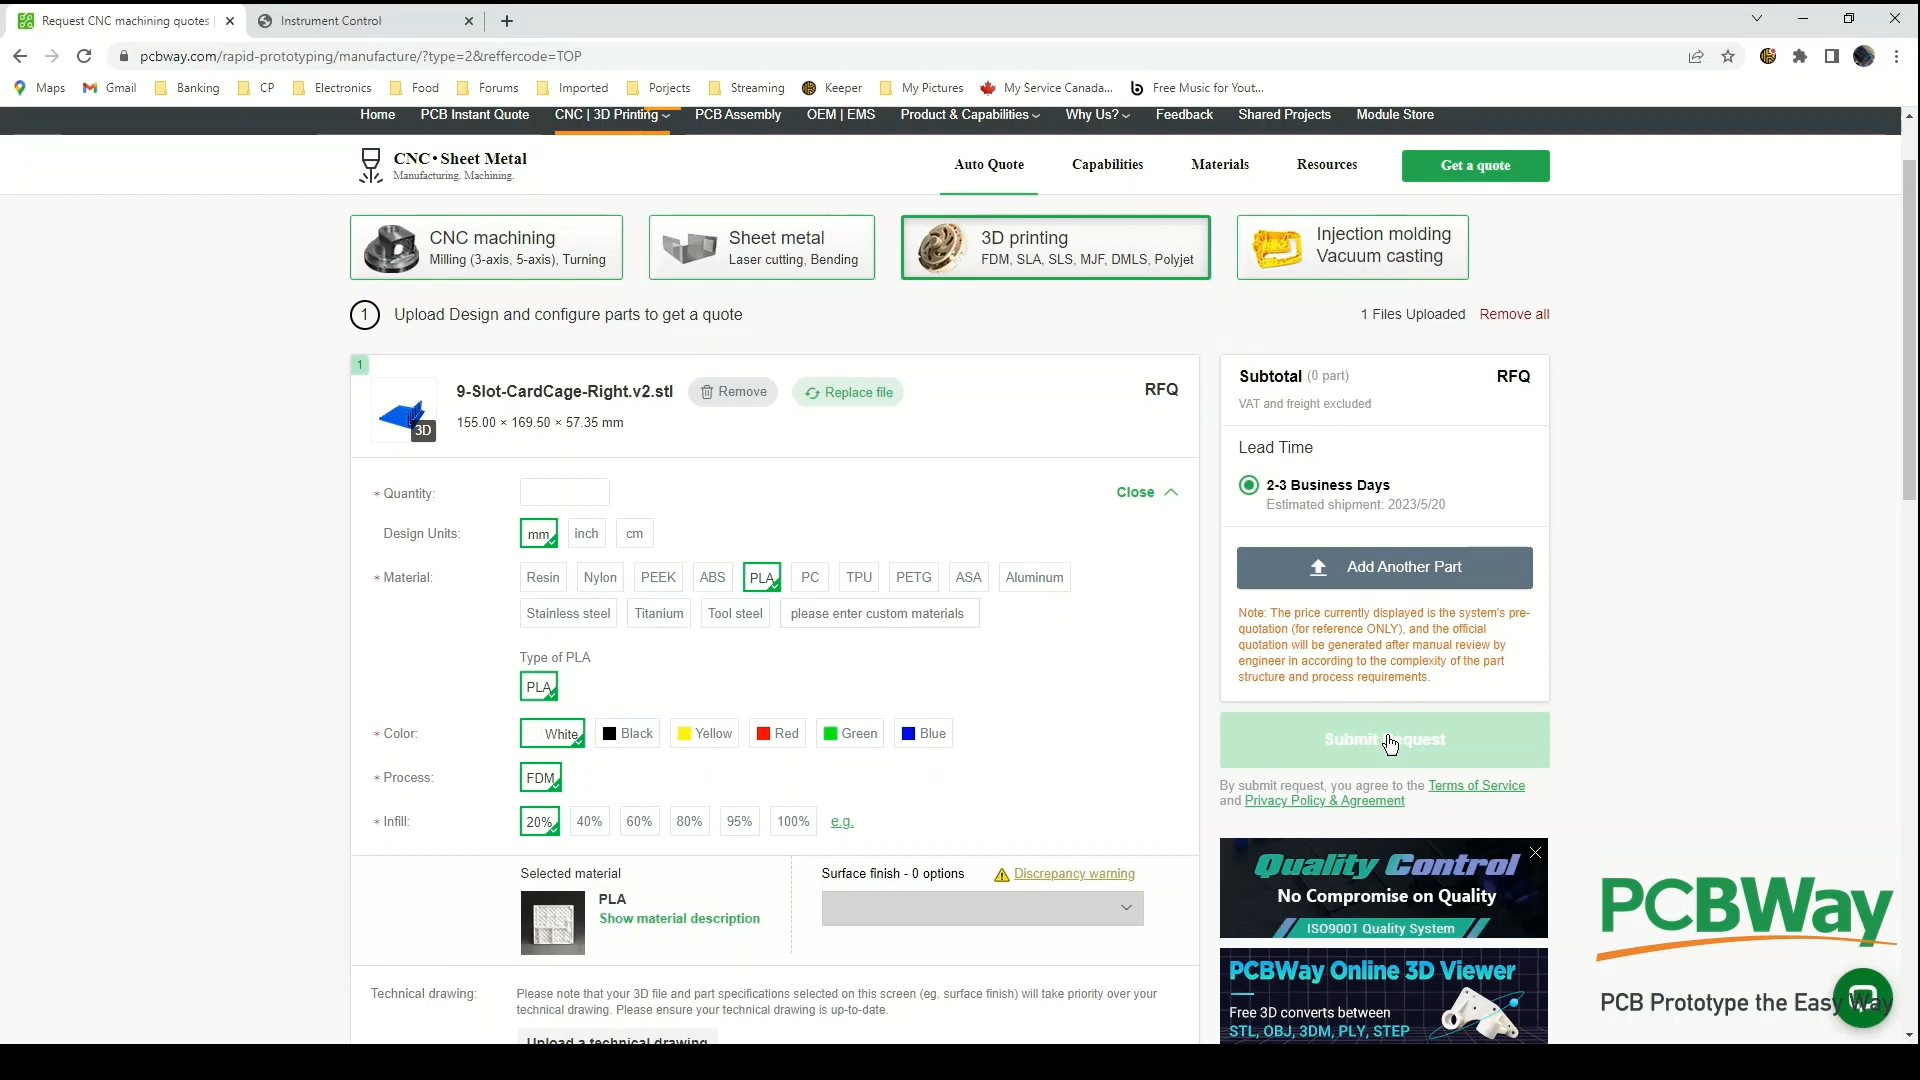 Request CNC machining quotes
Instrument Control
pcbway.com/rapid-prototyping/manufacture/?type=2&reffercode=TOP
Maps Gmail Banking CP Electronics Food Forums Imported Porjects Streaming Keeper My Pictures My Service Canada... Free Music for Yout...
Home PCB Instant Quote CNC | 3D Printing PCB Assembly OEM | EMS Product & Capabilities Why Us? Feedback Shared Projects Module Store
CNC•Sheet Metal
Manufacturing. Machining.
Auto Quote Capabilities Materials Resources Get a quote
CNC machining
Milling (3-axis, 5-axis), Turning
Sheet metal
Laser cutting, Bending
3D printing
FDM, SLA, SLS, MJF, DMLS, Polyjet
Injection molding
Vacuum casting
1 Upload Design and configure parts to get a quote
1 Files Uploaded Remove all
1
3D
9-Slot-CardCage-Right.v2.stl Remove Replace file RFQ
155.00 × 169.50 × 57.35 mm
* Quantity: Close
Design Units: mm inch cm
* Material: Resin Nylon PEEK ABS PLA PC TPU PETG ASA Aluminum
Stainless steel Titanium Tool steel please enter custom materials
Type of PLA
PLA
* Color: White Black Yellow Red Green Blue
* Process: FDM
* Infill: 20% 40% 60% 80% 95% 100% e.g.
Selected material
PLA
Show material description
Surface finish - 0 options Discrepancy warning
Technical drawing: Please note that your 3D file and part specifications selected on this screen (eg. surface finish) will take priority over your
technical drawing. Please ensure your technical drawing is up-to-date.
Upload a technical drawing
Subtotal (0 part) RFQ
VAT and freight excluded
Lead Time
2-3 Business Days
Estimated shipment: 2023/5/20
Add Another Part
Note: The price currently displayed is the system's pre-
quotation (for reference ONLY), and the official
quotation will be generated after manual review by
engineer in according to the complexity of the part
structure and process requirements.
Submit Request
By submit request, you agree to the Terms of Service
and Privacy Policy & Agreement
Quality Control
No Compromise on Quality
ISO9001 Quality System
PCBWay Online 3D Viewer
Free 3D converts between
STL, OBJ, 3DM, PLY, STEP
PCBWay
PCB Prototype the Easy Way